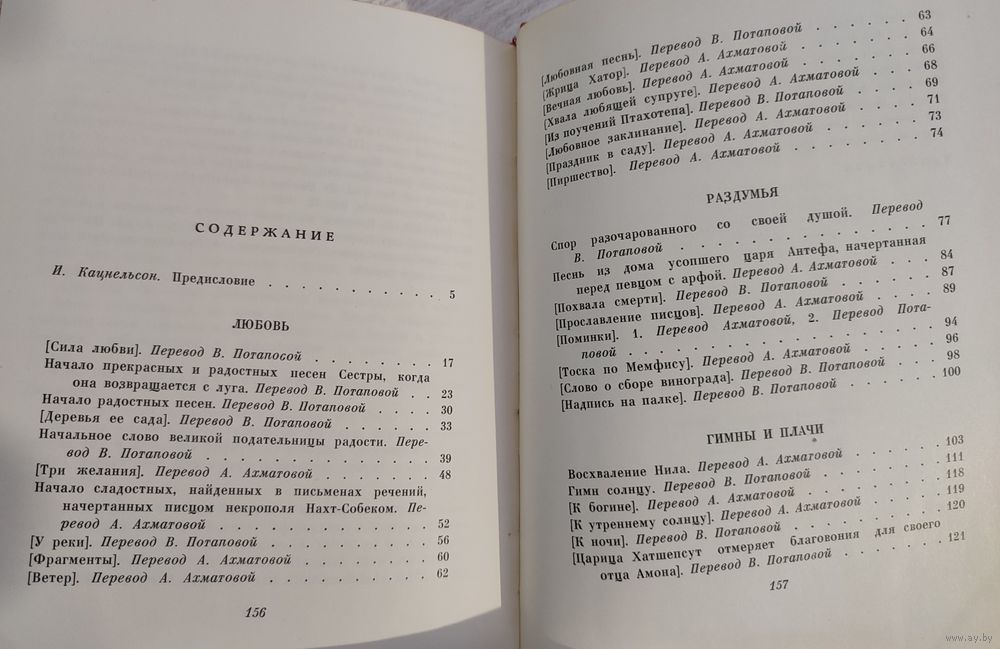 СОДЕРЖАНИЕ
И. Кацнельсон. Предисловие . . . . . . . . . . . 5
ЛЮБОВЬ
[Сила любви]. Перевод В. Потапосой . . . . . . . 17
Начало прекрасных и радостных песен Сестры, когда
она возвращается с луга. Перевод В. Потаповой . . 23
Начало радостных песен. Перевод В. Потаповой . . . 30
[Деревья ее сада]. Перевод В. Потаповой . . . . . 33
Начальное слово великой подательницы радости. Пере-
вод В. Потаповой . . . . . . . . . . . . 39
[Три желания]. Перевод А. Ахматовой . . . . . . 48
Начало сладостных, найденных в письменах речений,
начертанных писцом некрополя Нахт-Собеком. Пе-
ревод А. Ахматовой . . . . . . . . . . . 52
[У реки]. Перевод В. Потаповой . . . . . . . . 56
[Фрагменты]. Перевод А. Ахматовой . . . . . . . 60
[Ветер]. Перевод А. Ахматовой . . . . . . . . 62
156
[Любовная песнь]. Перевод В. Потаповой . . . . . 63
[Жрица Хатор]. Перевод А. Ахматовой . . . . . . 64
[Вечная любовь]. Перевод А. Ахматовой . . . . . 66
[Хвала любящей супруге]. Перевод А. Ахматовой . . . 68
[Из поучений Птахотепа]. Перевод В. Потаповой . . . 69
[Любовное заклинание]. Перевод А. Ахматовой . . . 71
[Праздник в саду]. Перевод А. Ахматовой . . . . . 73
[Пиршество]. Перевод А. Ахматовой . . . . . . . 74
РАЗДУМЬЯ
Спор разочарованного со своей душой. Перевод
В. Потаповой . . . . . . . . . . . . . 77
Песнь из дома усопшего царя Антефа, начертанная
перед певцом с арфой. Перевод А. Ахматовой . . . 84
[Похвала смерти]. Перевод В. Потаповой . . . . . 87
[Прославление писцов]. Перевод А. Ахматовой . . . 89
[Поминки]. 1. Перевод Ахматовой, 2. Перевод Пота-
повой . . . . . . . . . . . . . . . 94
[Тоска по Мемфису]. Перевод А. Ахматовой . . . . 96
[Слово о сборе винограда]. Перевод В. Потаповой . . 98
[Надпись на палке]. Перевод В. Потаповой . . . . 100
ГИМНЫ И ПЛАЧИ
Восхваление Нила. Перевод А. Ахматовой . . . . . 103
Гимн солнцу. Перевод В. Потаповой . . . . . . . 111
[К богине]. Перевод А. Ахматовой . . . . . . . 118
[К утреннему солнцу]. Перевод А. Ахматовой . . . . 119
[К ночи]. Перевод В. Потаповой . . . . . . . . 120
[Царица Хатшепсут отмеряет благовония для своего
отца Амона]. Перевод В. Потаповой . . . . . . 121
157
www.ay.by